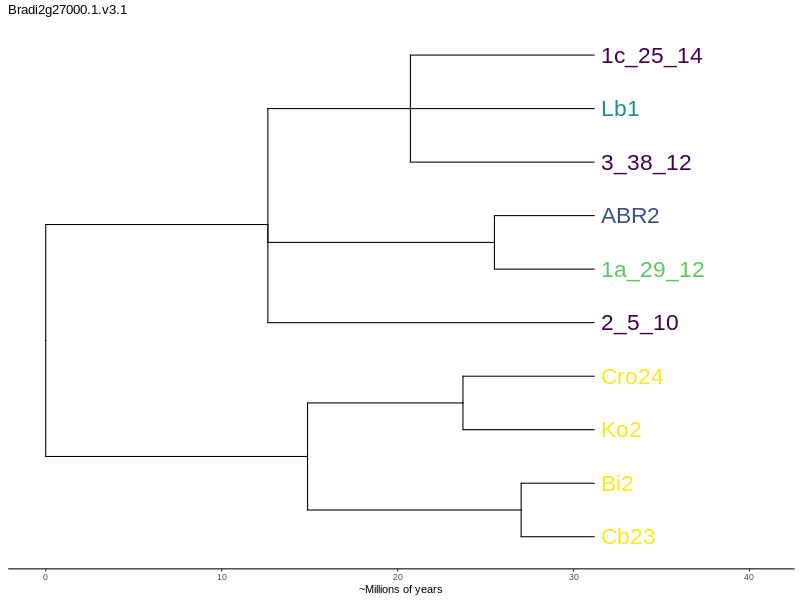 Bradi2g27000.1.v3.1
1c_25_14
Lb1
3_38_12
ABR2
1a_29_12
2_5_10
Cro24
Ko2
Bi2
Cb23
0 10 20 30 40
~Millions of years